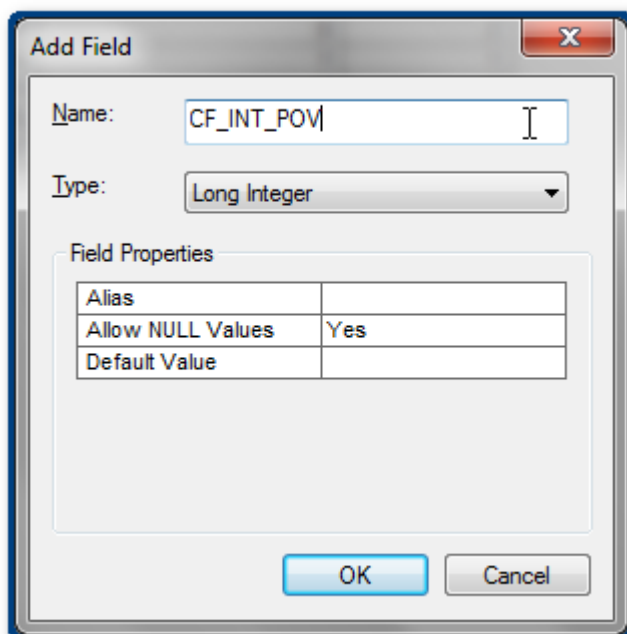 Add Field
Name: CF_INT_POV
Type: Long Integer
Field Properties
Alias
Allow NULL Values Yes
Default Value
OK Cancel